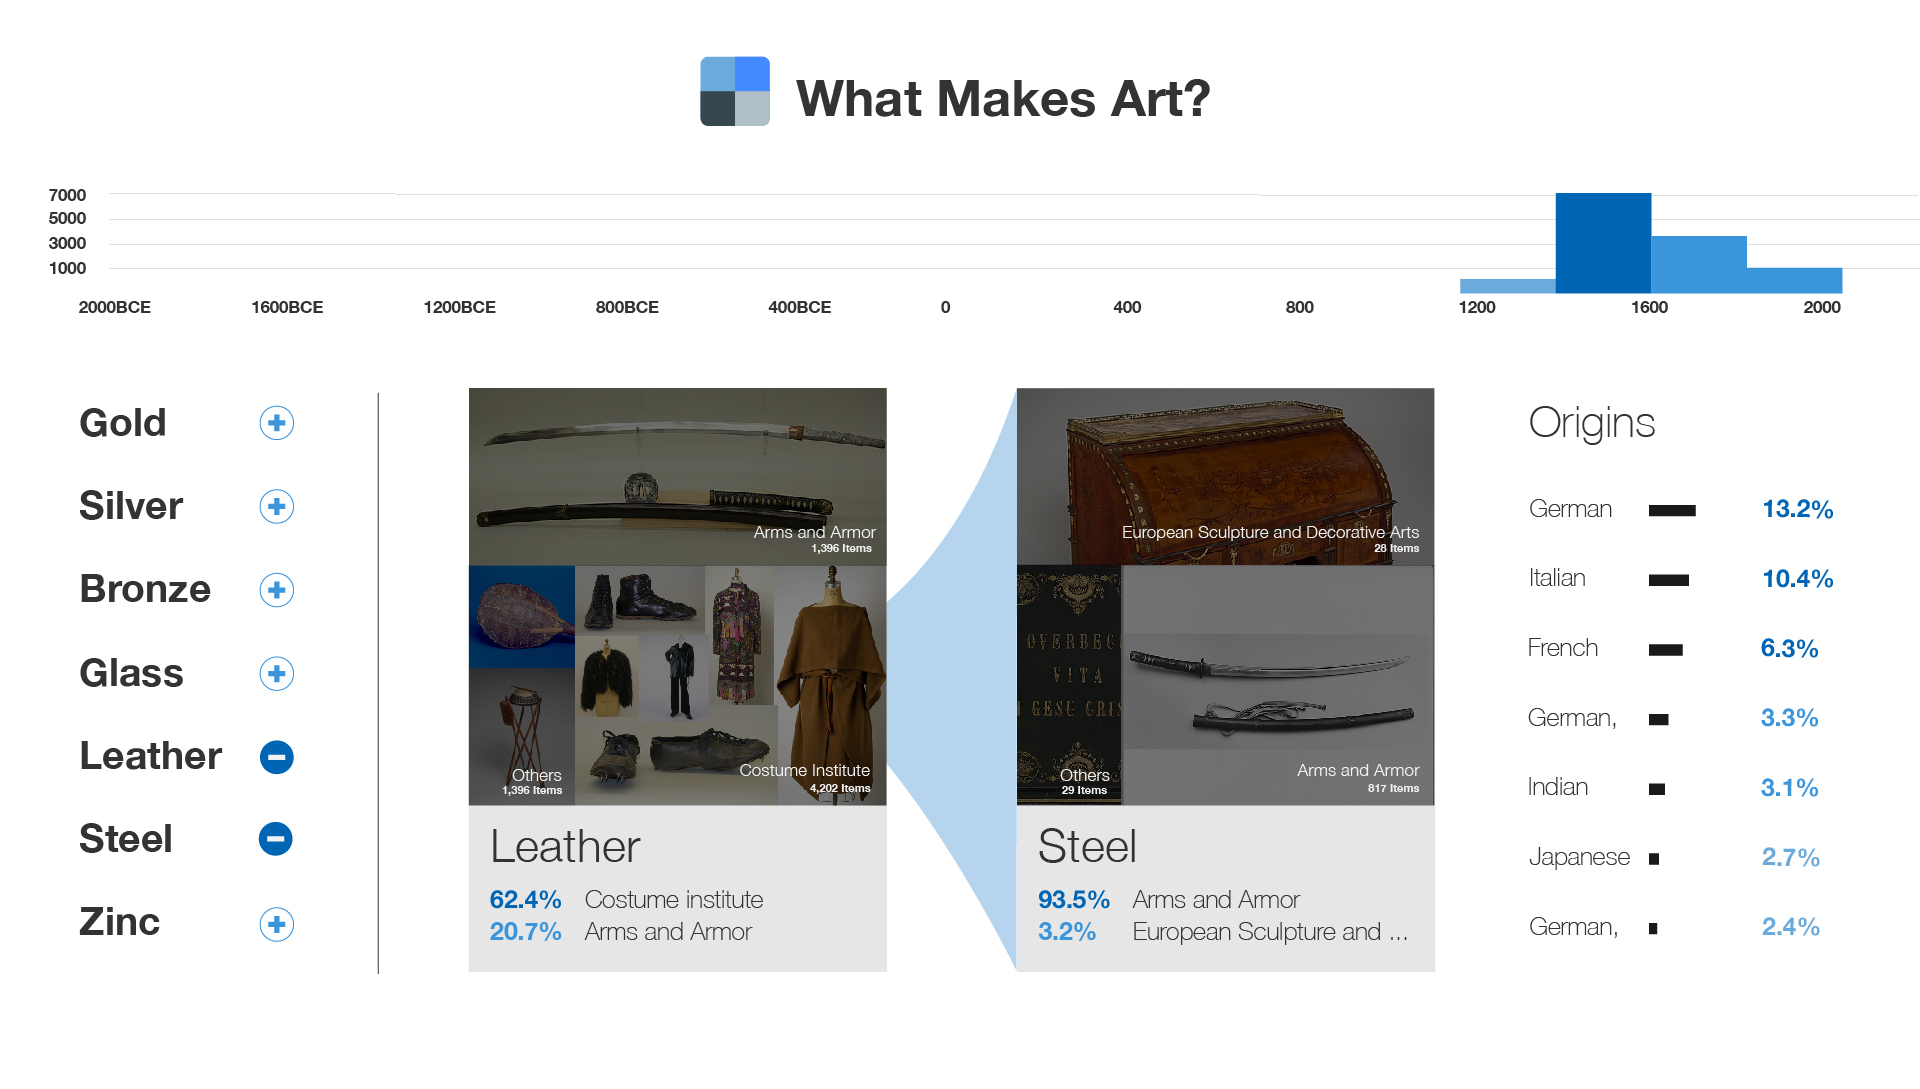 What Makes Art?
7000
5000
3000
1000
2000BCE 1600BCE 1200BCE 800BCE 400BCE 0 400 800 1200 1600 2000
Gold
Silver
Bronze
Glass
Leather
Steel
Zinc
Arms and Armor
1,396 Items
Others
1,396 Items
Costume Institute
4,202 Items
Leather
62.4% Costume institute
20.7% Arms and Armor
European Sculpture and Decorative Arts
28 Items
OVERBEC
VITA
GESU CRIS
Others
29 Items
Arms and Armor
817 Items
Steel
93.5% Arms and Armor
3.2% European Sculpture and ...
Origins
German 13.2%
Italian 10.4%
French 6.3%
German, 3.3%
Indian 3.1%
Japanese 2.7%
German, 2.4%